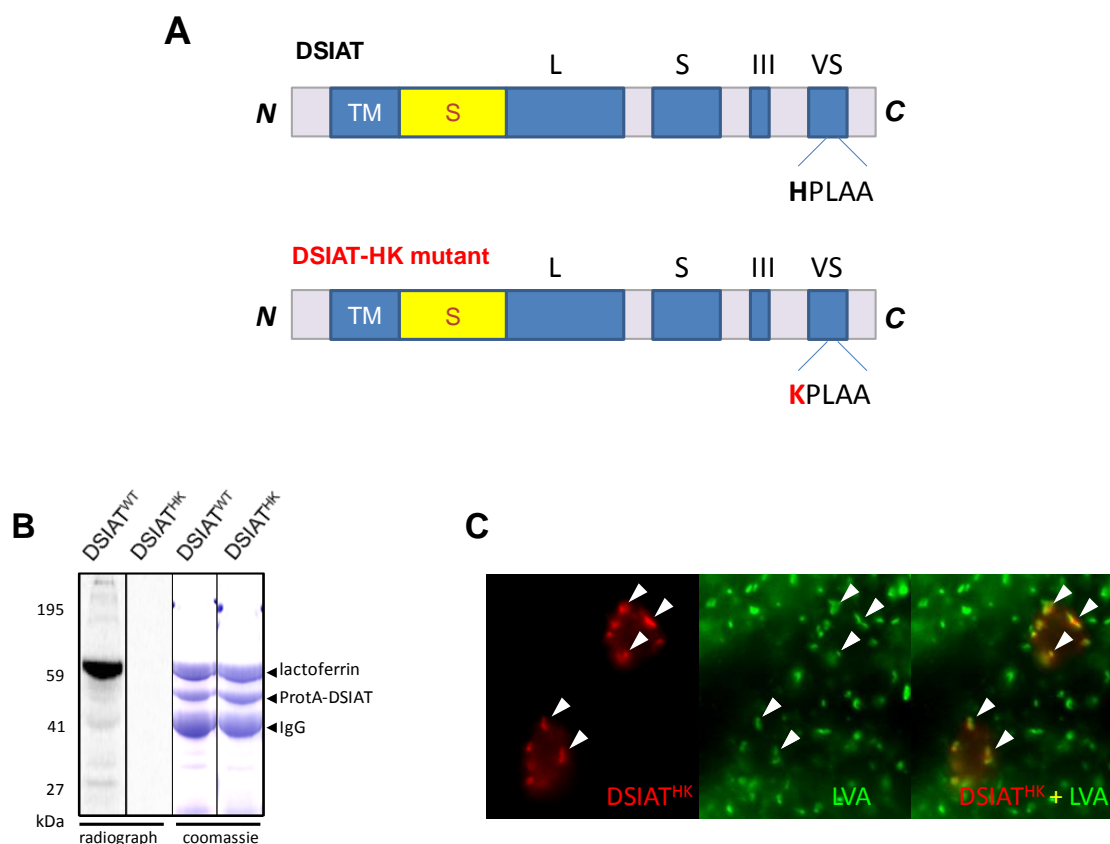 A
DSIAT
L S III VS
N TM S C
HPLAA
DSIAT-HK mutant
L S III VS
N TM S C
KPLAA
B
DSIATWT DSIATHK DSIATWT DSIATHK
195
59
41
27
kDa
lactoferrin
ProtA-DSIAT
IgG
radiograph coomassie
C
DSIATHK LVA DSIATHK + LVA